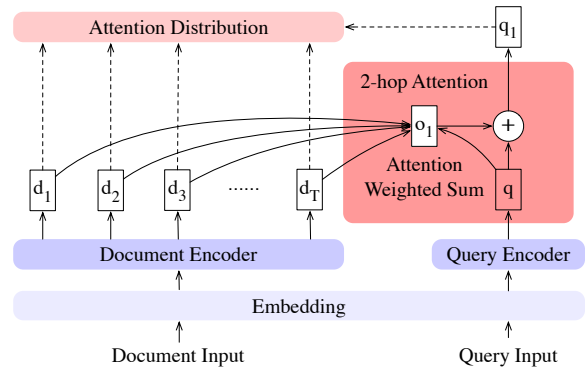 Attention Distribution
q1
2-hop Attention
o1
+
Attention
Weighted Sum
d1
d2
d3
......
dT
q
Document Encoder
Query Encoder
Embedding
Document Input
Query Input